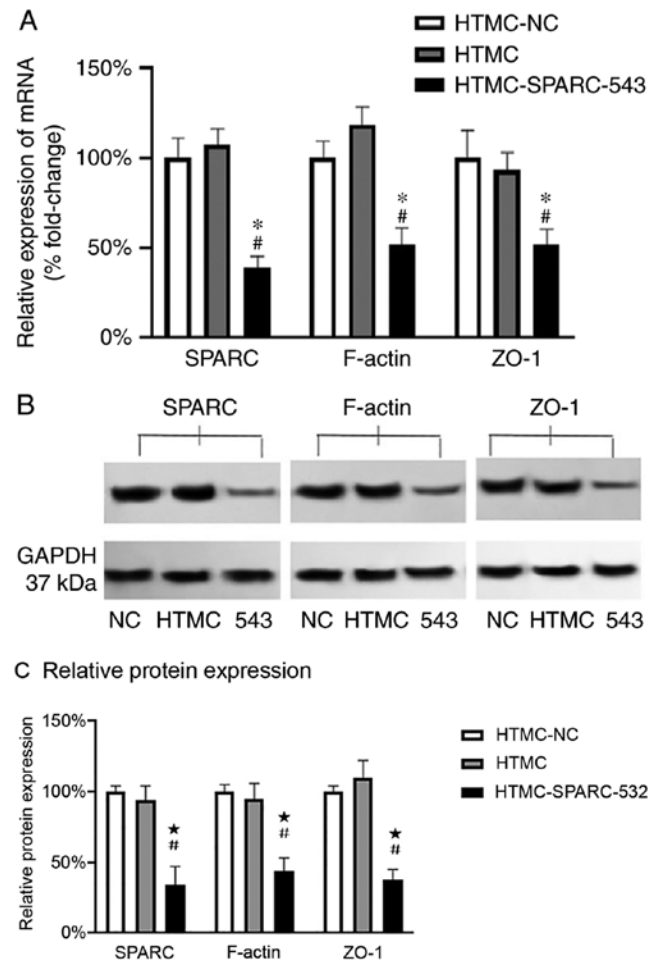 A
HTMC-NC
HTMC
HTMC-SPARC-543
Relative expression of mRNA
(% fold-change)
150%
100%
50%
0%
*
#
*
#
*
#
SPARC F-actin ZO-1
B
SPARC F-actin ZO-1
GAPDH
37 kDa
NC HTMC 543 NC HTMC 543 NC HTMC 543
C Relative protein expression
HTMC-NC
HTMC
HTMC-SPARC-532
Relative protein expression
150%
100%
50%
0%
★
#
★
#
★
#
SPARC F-actin ZO-1